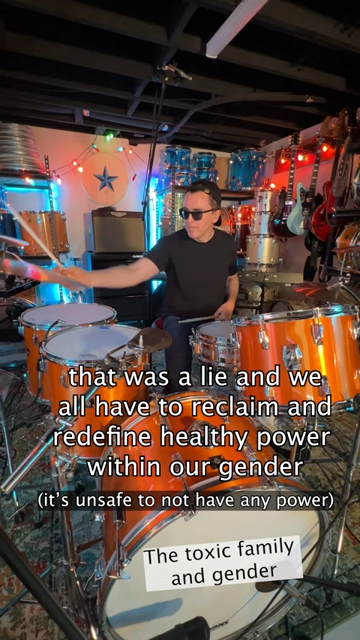 that was a lie and we
all have to reclaim and
redefine healthy power
within our gender
(it's unsafe to not have any power)
The toxic family
and gender